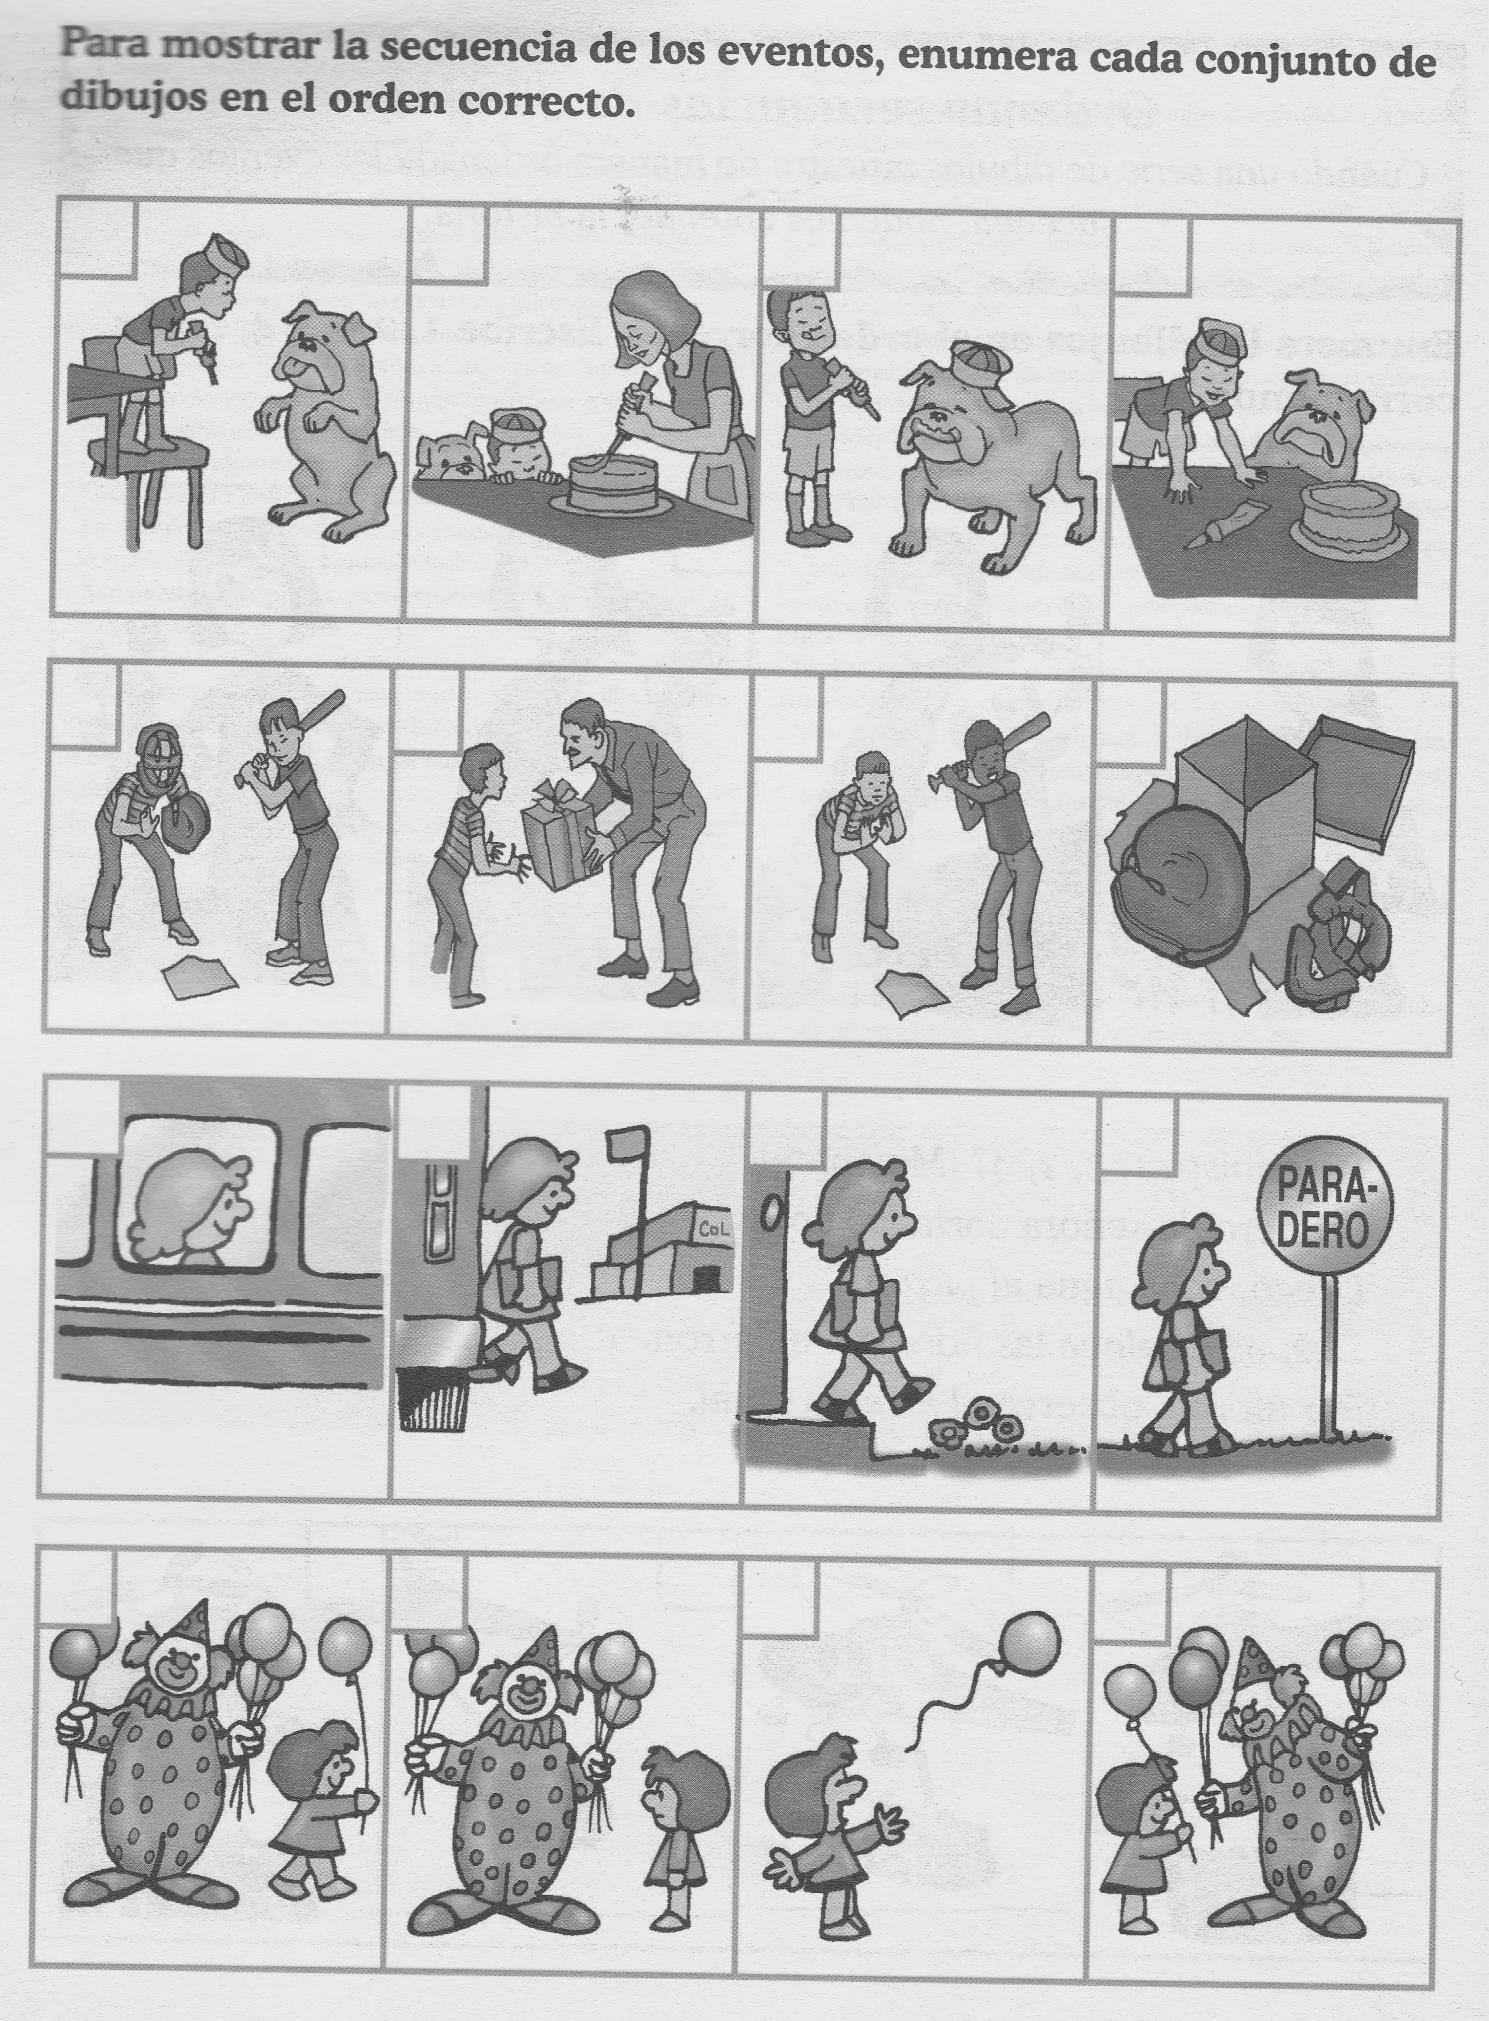 Para mostrar la secuencia de los eventos, enumera cada conjunto de
dibujos en el orden correcto.
COL
PARA-
DERO